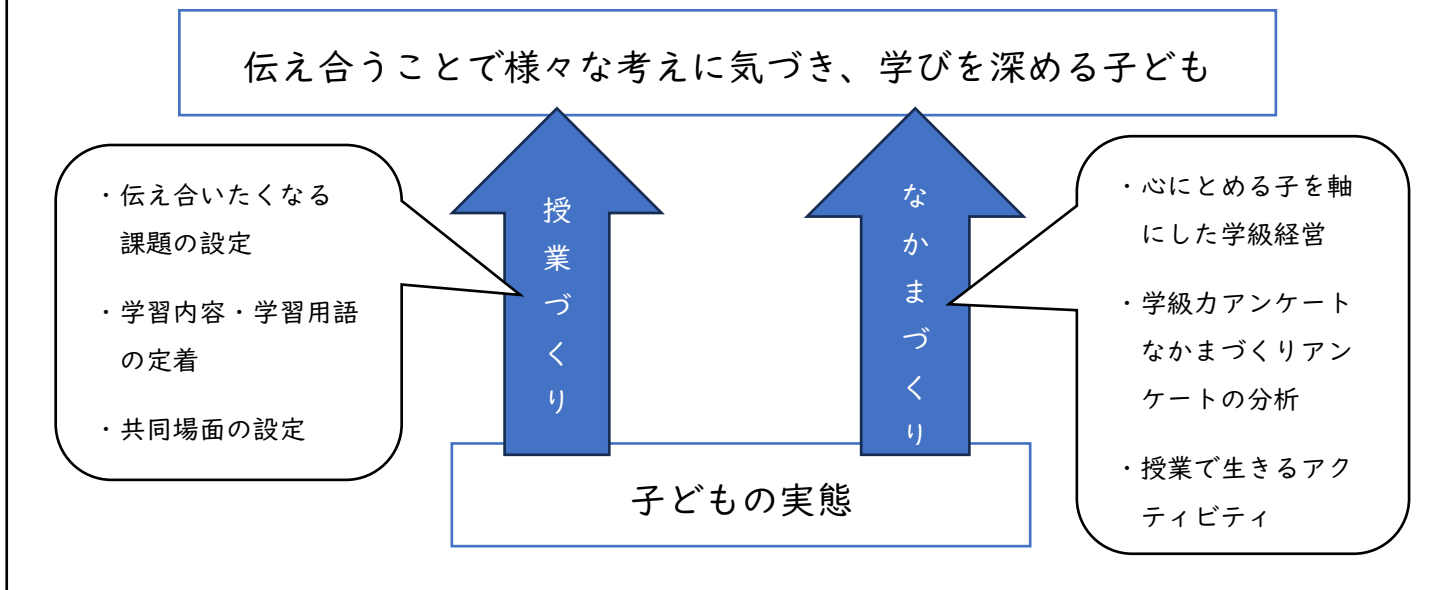 伝え合うことで様々な考えに気づき、学びを深める子ども
・伝え合いたくなる
課題の設定
・学習内容・学習用語
の定着
・共同場面の設定
授業づくり
なかまづくり
・心にとめる子を軸
にした学級経営
・学級力アンケート
なかまづくりアン
ケートの分析
・授業で生きるアク
ティビティ
子どもの実態